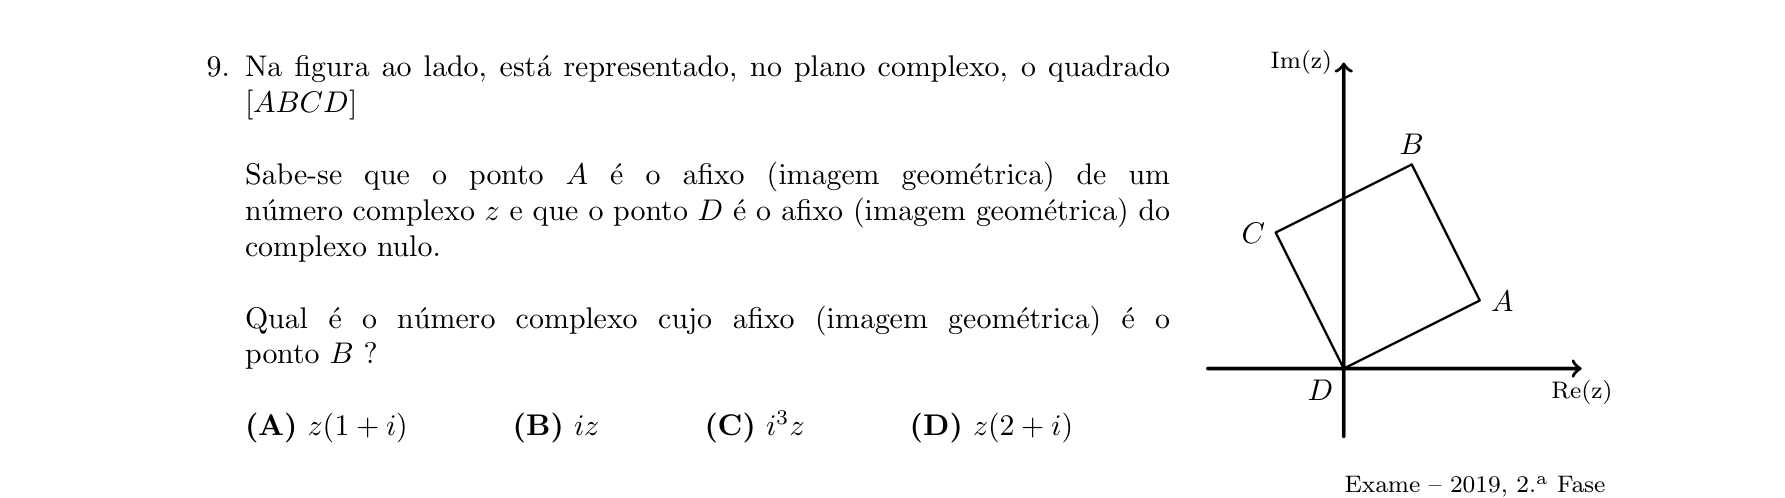 9. Na figura ao lado, está representado, no plano complexo, o quadrado
[ABCD]
Sabe-se que o ponto A é o afixo (imagem geométrica) de um
número complexo z e que o ponto D é o afixo (imagem geométrica) do
complexo nulo.
Qual é o número complexo cujo afixo (imagem geométrica) é o
ponto B ?
(A) z(1 + i) (B) iz (C) i³z (D) z(2 + i)
Im(z)
B
C
A
D
Re(z)
Exame – 2019, 2.ª Fase